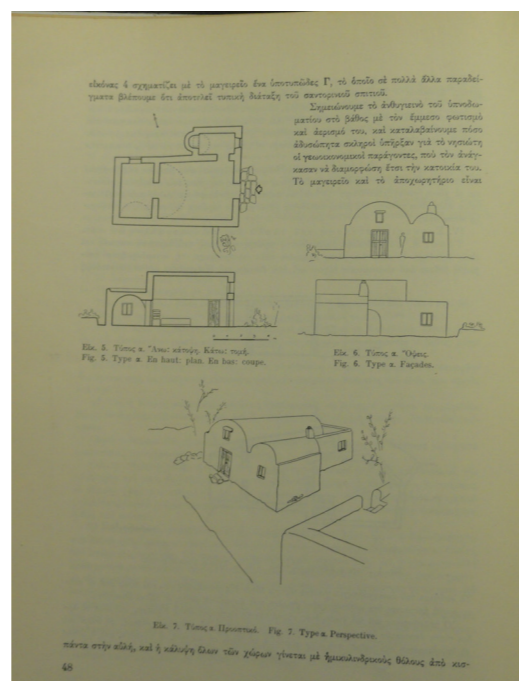 εἰκόνας 4 σχηματίζει μὲ τὸ μαγειρεῖο ἕνα ὑποτυπῶδες Γ, τὸ ὁποῖο σὲ πολλὰ ἄλλα παραδεί-
γματα βλέπουμε ὅτι ἀποτελεῖ τυπικὴ διάταξη τοῦ σαντορινιοῦ σπιτιοῦ.
Σημειώνουμε τὸ ἀνθυγιεινὸ τοῦ ὑπνοδω-
ματίου στὸ βάθος μὲ τὸν ἔμμεσο φωτισμὸ
καὶ ἀερισμό του, καὶ καταλαβαίνουμε πόσο
ἀδυσώπητα σκληροὶ ὑπῆρξαν γιὰ τὸ νησιώτη
οἱ γεωοικονομικοὶ παράγοντες, ποὺ τὸν ἀνάγ-
κασαν νὰ διαμορφώση ἔτσι τὴν κατοικία του.
Τὸ μαγειρεῖο καὶ τὸ ἀποχωρητήριο εἶναι
Εἰκ. 5. Τύπος α. Ἄνω: κάτοψη. Κάτω: τομή.
Fig. 5. Type a. En haut: plan. En bas: coupe.
Εἰκ. 6. Τύπος α. Ὄψεις.
Fig. 6. Type a. Façades.
Εἰκ. 7. Τύπος α. Προοπτικό. Fig. 7. Type a. Perspective.
πάντα στὴν αὐλή, καὶ ἡ κάλυψη ὅλων τῶν χώρων γίνεται μὲ ἡμικυλινδρικοὺς θόλους ἀπὸ κισ-
48